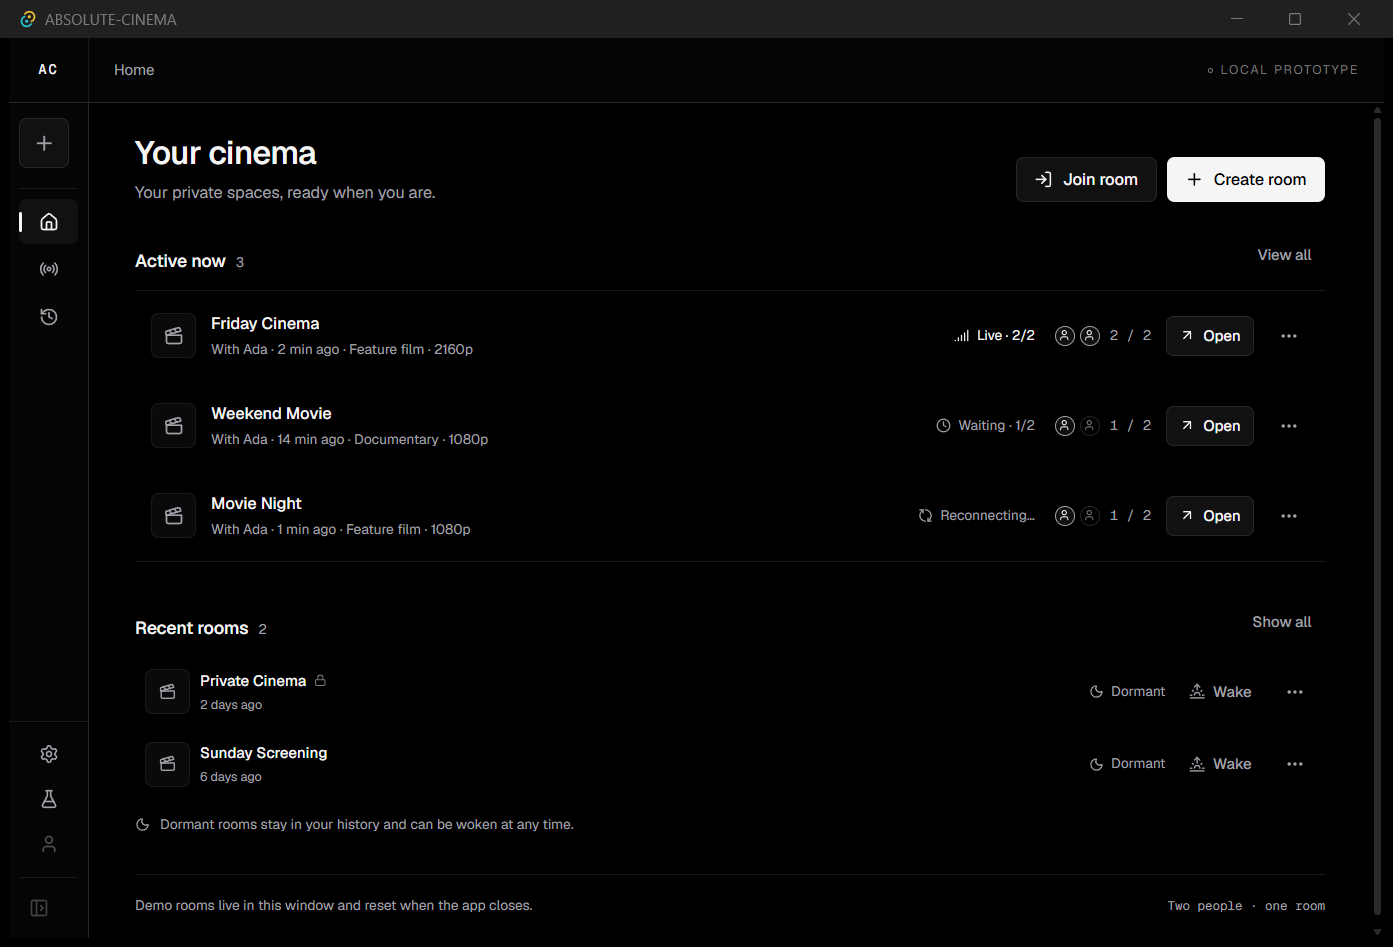 ABSOLUTE-CINEMA
AC
Home
LOCAL PROTOTYPE
Your cinema
Your private spaces, ready when you are.
Join room
Create room
Active now 3
View all
Friday Cinema
With Ada · 2 min ago · Feature film · 2160p
Live · 2/2
2 / 2
Open
Weekend Movie
With Ada · 14 min ago · Documentary · 1080p
Waiting · 1/2
1 / 2
Open
Movie Night
With Ada · 1 min ago · Feature film · 1080p
Reconnecting…
1 / 2
Open
Recent rooms 2
Show all
Private Cinema
2 days ago
Dormant
Wake
Sunday Screening
6 days ago
Dormant
Wake
Dormant rooms stay in your history and can be woken at any time.
Demo rooms live in this window and reset when the app closes.
Two people · one room